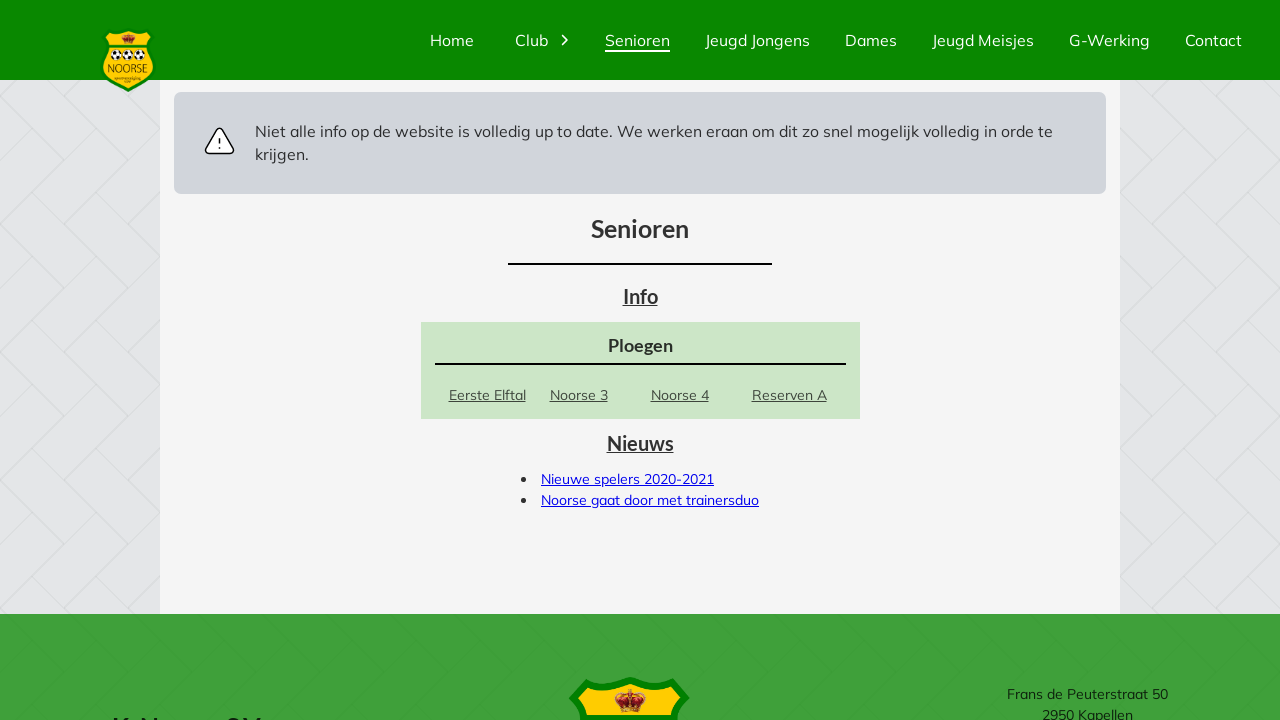 NOORSE
Home
Club
Senioren
Jeugd Jongens
Dames
Jeugd Meisjes
G-Werking
Contact
Niet alle info op de website is volledig up to date. We werken eraan om dit zo snel mogelijk volledig in orde te
krijgen.
Senioren
Info
Ploegen
Eerste Elftal
Noorse 3
Noorse 4
Reserven A
Nieuws
Nieuwe spelers 2020-2021
Noorse gaat door met trainersduo
Frans de Peuterstraat 50
2950 Kapellen